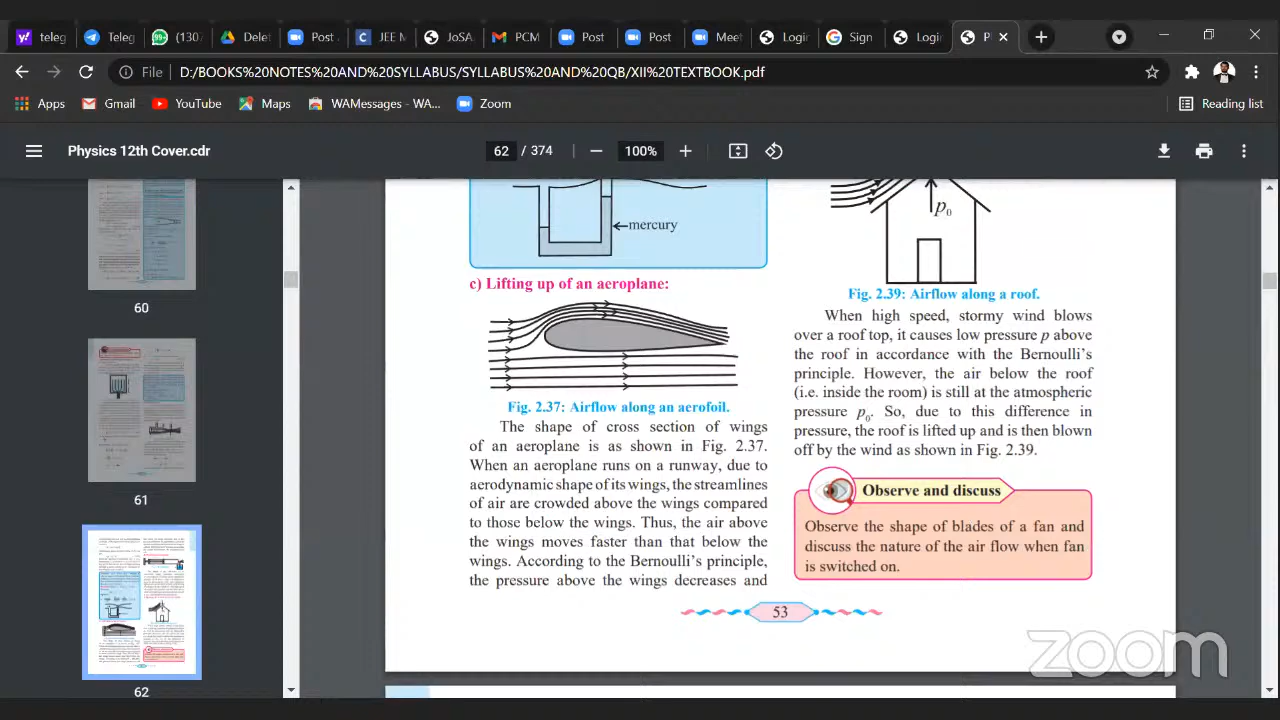 teleg
Teleg
(130
Delet
Post
JEE M
JoSA
PCM
Post
Post
Meet
Login
Sign
Login
File
D:/BOOKS%20NOTES%20AND%20SYLLABUS/SYLLABUS%20AND%20QB/XII%20TEXTBOOK.pdf
Apps
Gmail
YouTube
Maps
WAMessages - WA...
Zoom
Reading list
Physics 12th Cover.cdr
62 / 374
100%
60
61
62
mercury
c) Lifting up of an aeroplane:
Fig. 2.37: Airflow along an aerofoil.
The shape of cross section of wings
of an aeroplane is as shown in Fig. 2.37.
When an aeroplane runs on a runway, due to
aerodynamic shape of its wings, the streamlines
of air are crowded above the wings compared
to those below the wings. Thus, the air above
the wings moves faster than that below the
wings. According to the Bernoulli's principle,
the pressure above the wings decreases and
p0
Fig. 2.39: Airflow along a roof.
When high speed, stormy wind blows
over a roof top, it causes low pressure p above
the roof in accordance with the Bernoulli's
principle. However, the air below the roof
(i.e. inside the room) is still at the atmospheric
pressure p0. So, due to this difference in
pressure, the roof is lifted up and is then blown
off by the wind as shown in Fig. 2.39.
Observe and discuss
Observe the shape of blades of a fan and
discuss the nature of the air flow when fan
is switched on.
53
zoom